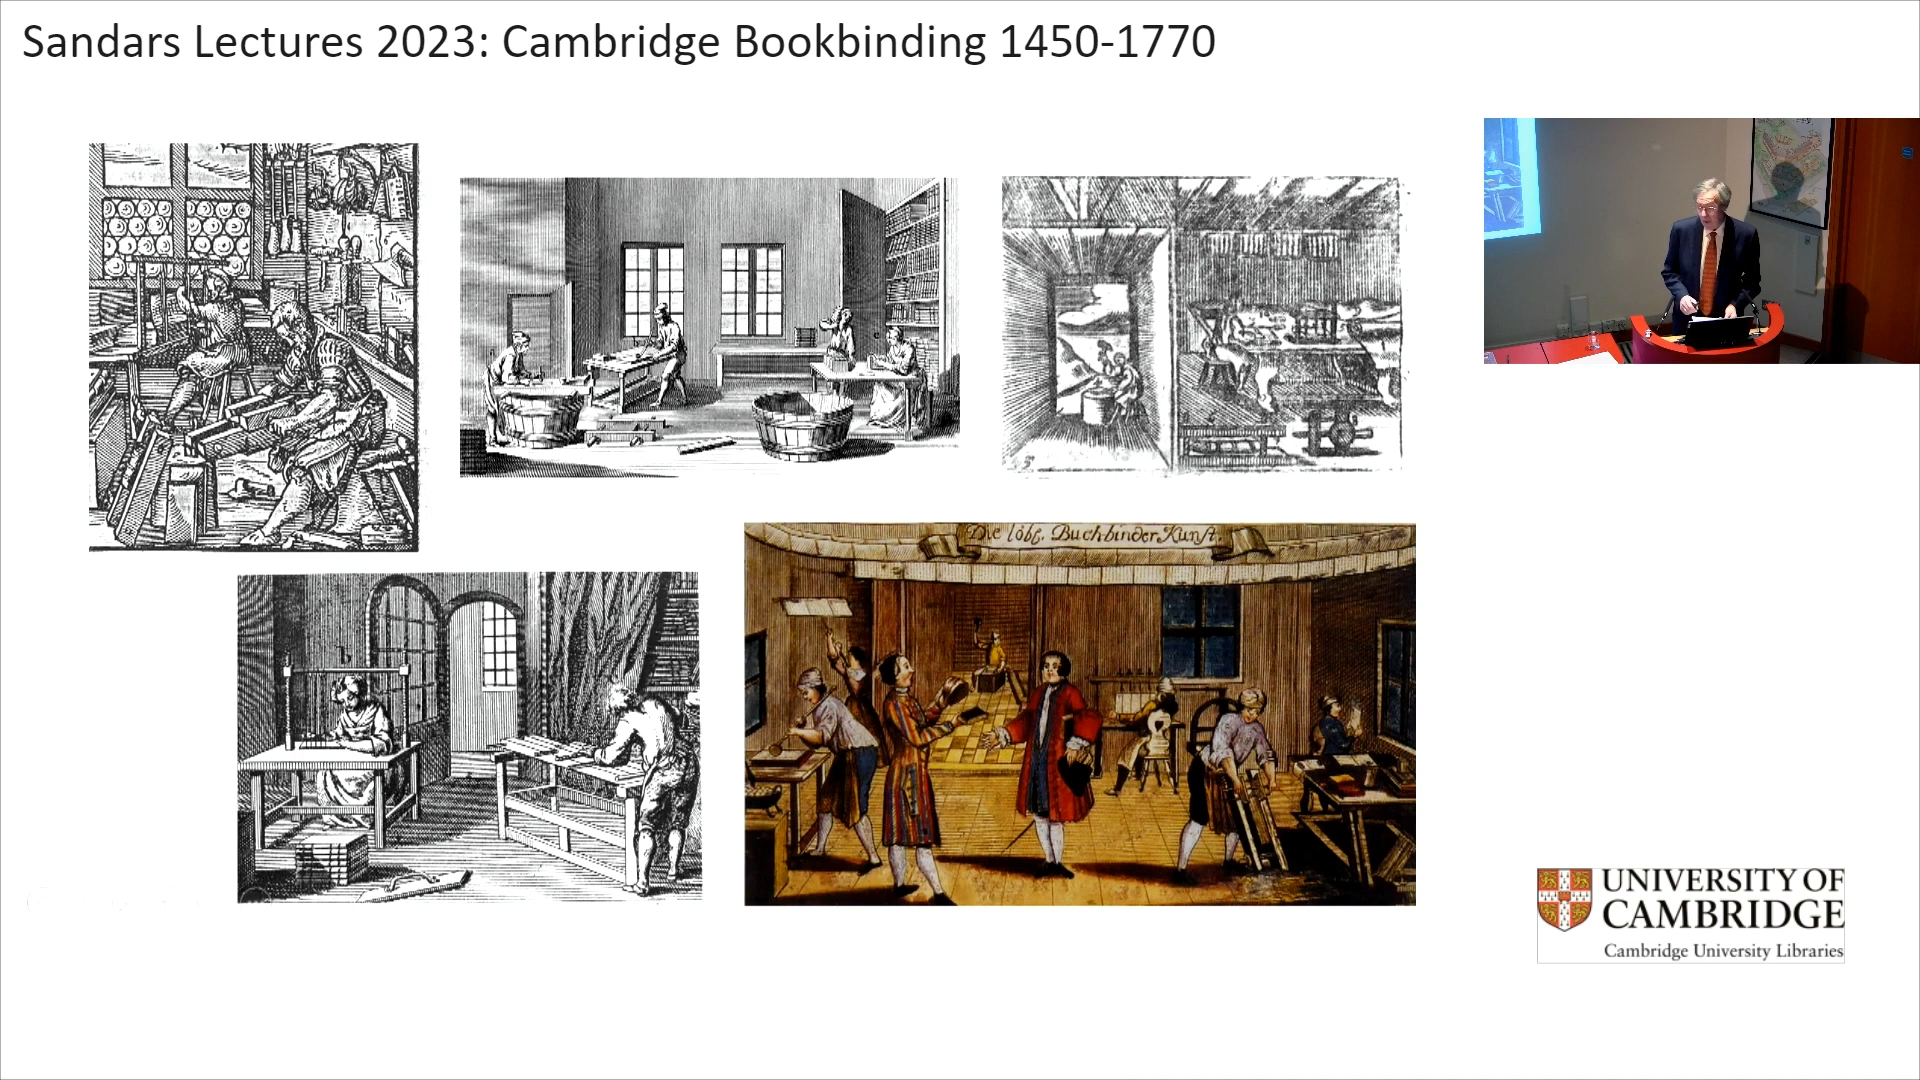 Sandars Lectures 2023: Cambridge Bookbinding 1450-1770
Die löbl. Buchbinder Kunst.
UNIVERSITY OF
CAMBRIDGE
Cambridge University Libraries